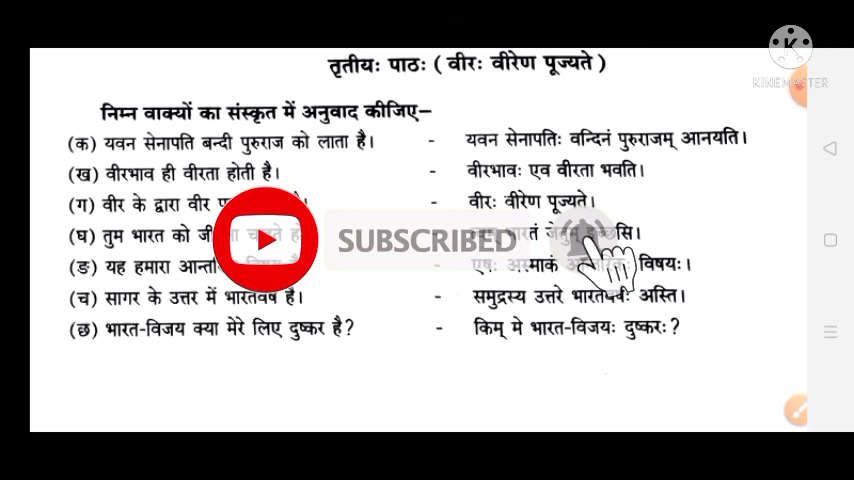 तृतीयः पाठः ( वीरः वीरेण पूज्यते )
K
KINEMASTER
निम्न वाक्यों का संस्कृत में अनुवाद कीजिए–
(क) यवन सेनापति बन्दी पुरुराज को लाता है। - यवन सेनापतिः वन्दिनं पुरुराजम् आनयति।
(ख) वीरभाव ही वीरता होती है। - वीरभावः एव वीरता भवति।
(ग) वीर के द्वारा वीर - वीरः वीरेण पूज्यते।
(घ) तुम भारत को - भारतं
SUBSCRIBED
(ङ) यह हमारा - एषः अस्माकं विषयः।
(च) सागर के उत्तर में भारतवर्ष है। - समुद्रस्य उत्तरे अस्ति।
(छ) भारत-विजय क्या मेरे लिए दुष्कर है? - किम् मे भारत-विजयः दुष्करः?